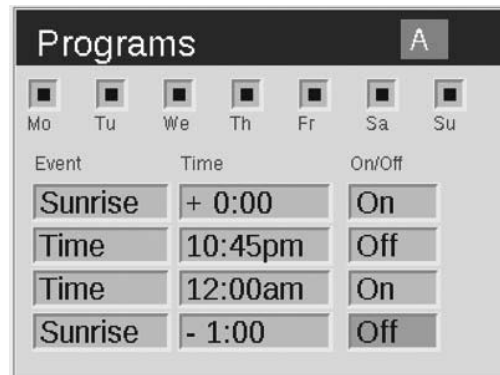 Programs A
Mo Tu We Th Fr Sa Su
Event Time On/Off
Sunrise + 0:00 On
Time 10:45pm Off
Time 12:00am On
Sunrise - 1:00 Off